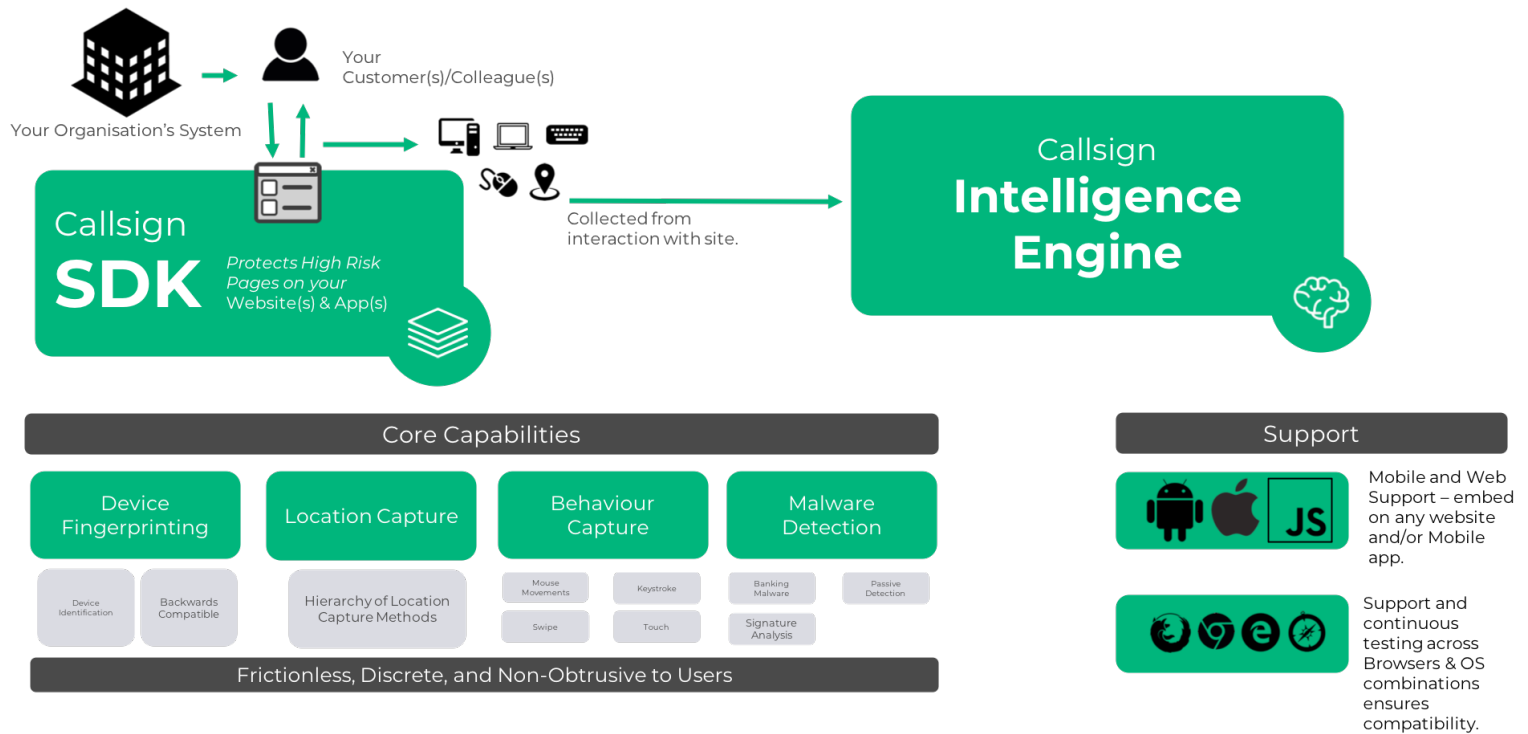 Your
Customer(s)/Colleague(s)
Your Organisation's System
Callsign
SDK
Protects High Risk
Pages on your
Website(s) & App(s)
Collected from
interaction with site.
Callsign
Intelligence
Engine
Core Capabilities
Device
Fingerprinting
Location Capture
Behaviour
Capture
Malware
Detection
Device
Identification
Backwards
Compatible
Hierarchy of Location
Capture Methods
Mouse
Movements
Keystroke
Swipe
Touch
Banking
Malware
Passive
Detection
Signature
Analysis
Frictionless, Discrete, and Non-Obtrusive to Users
Support
JS
Mobile and Web
Support – embed
on any website
and/or Mobile
app.
Support and
continuous
testing across
Browsers & OS
combinations
ensures
compatibility.